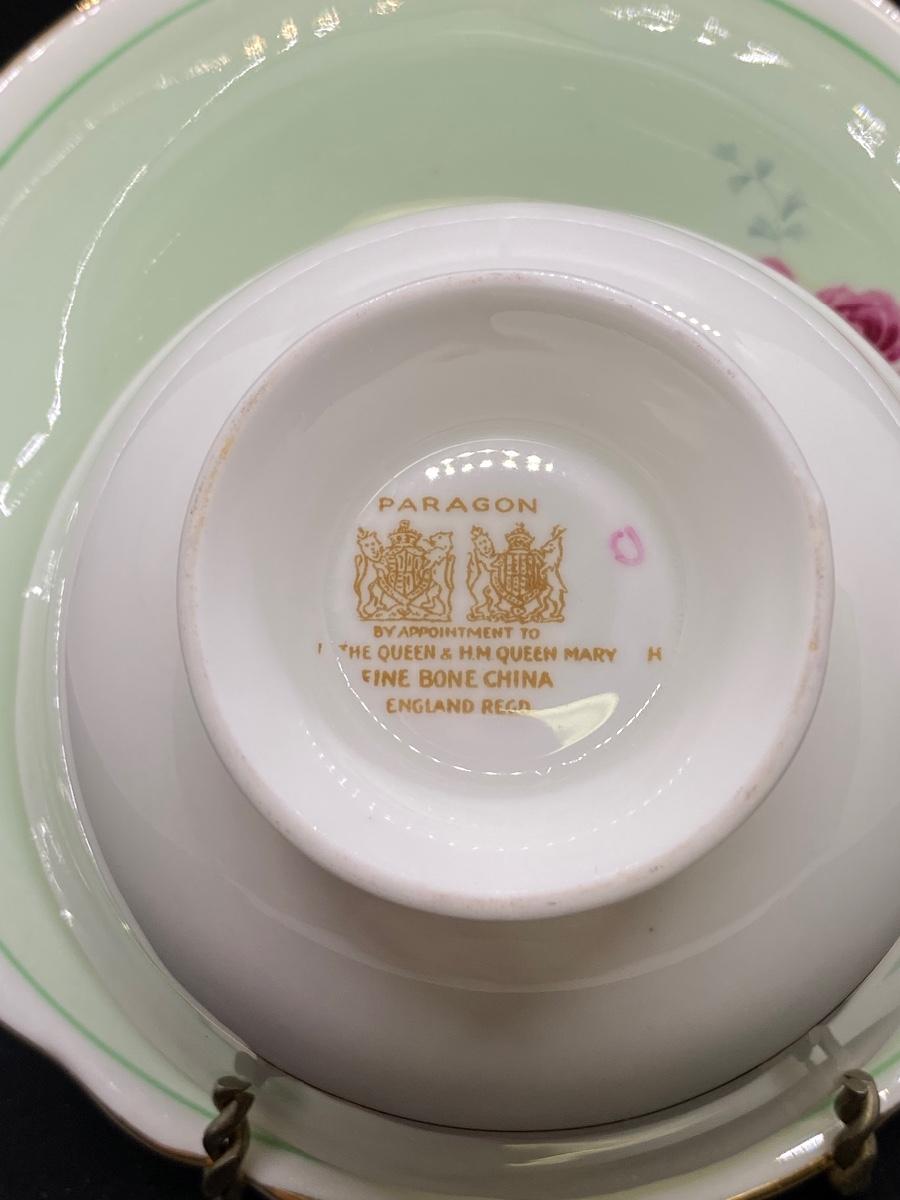 PARAGON
BY APPOINTMENT TO
THE QUEEN & H.M QUEEN MARY H
FINE BONE CHINA
ENGLAND REGD